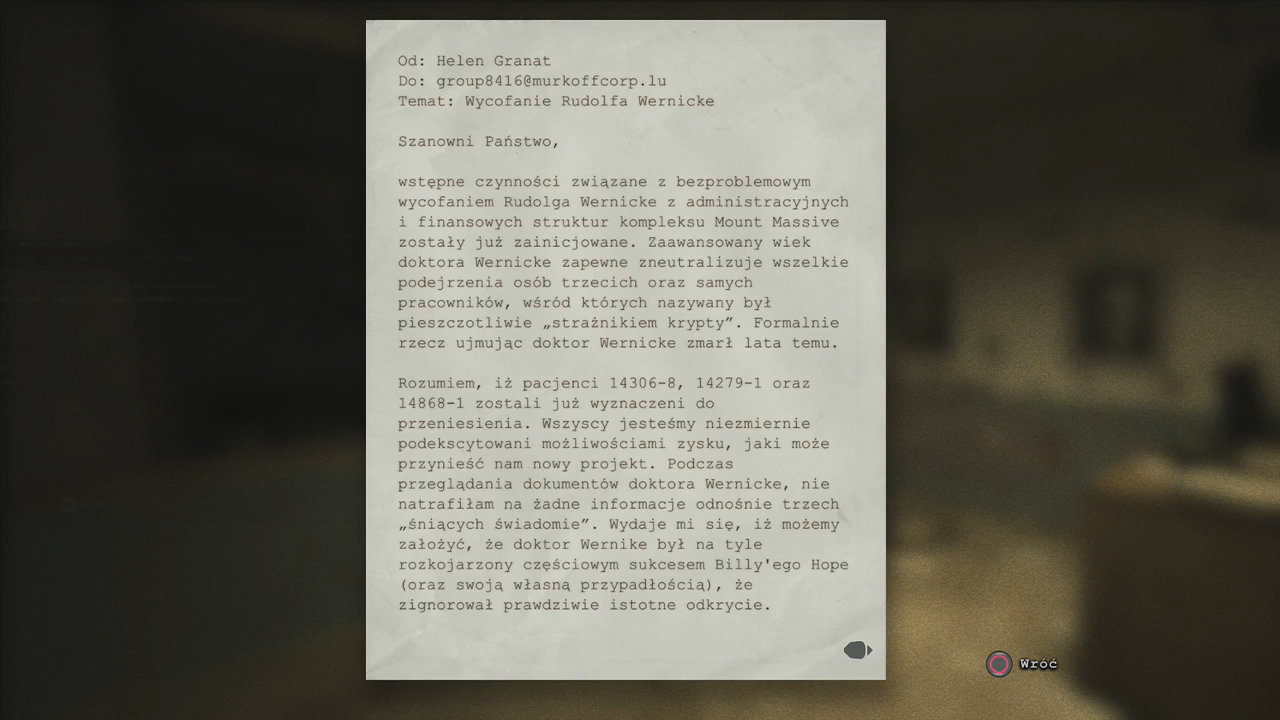 Od: Helen Granat
Do: group8416@murkoffcorp.lu
Temat: Wycofanie Rudolfa Wernicke
Szanowni Państwo,
wstępne czynności związane z bezproblemowym
wycofaniem Rudolga Wernicke z administracyjnych
i finansowych struktur kompleksu Mount Massive
zostały już zainicjowane. Zaawansowany wiek
doktora Wernicke zapewne zneutralizuje wszelkie
podejrzenia osób trzecich oraz samych
pracowników, wśród których nazywany był
pieszczotliwie „strażnikiem krypty”. Formalnie
rzecz ujmując doktor Wernicke zmarł lata temu.
Rozumiem, iż pacjenci 14306-8, 14279-1 oraz
14868-1 zostali już wyznaczeni do
przeniesienia. Wszyscy jesteśmy niezmiernie
podekscytowani możliwościami zysku, jaki może
przynieść nam nowy projekt. Podczas
przeglądania dokumentów doktora Wernicke, nie
natrafiłam na żadne informacje odnośnie trzech
„śniących świadomie”. Wydaje mi się, iż możemy
założyć, że doktor Wernike był na tyle
rozkojarzony częściowym sukcesem Billy'ego Hope
(oraz swoją własną przypadłością), że
zignorował prawdziwie istotne odkrycie.
Wróć